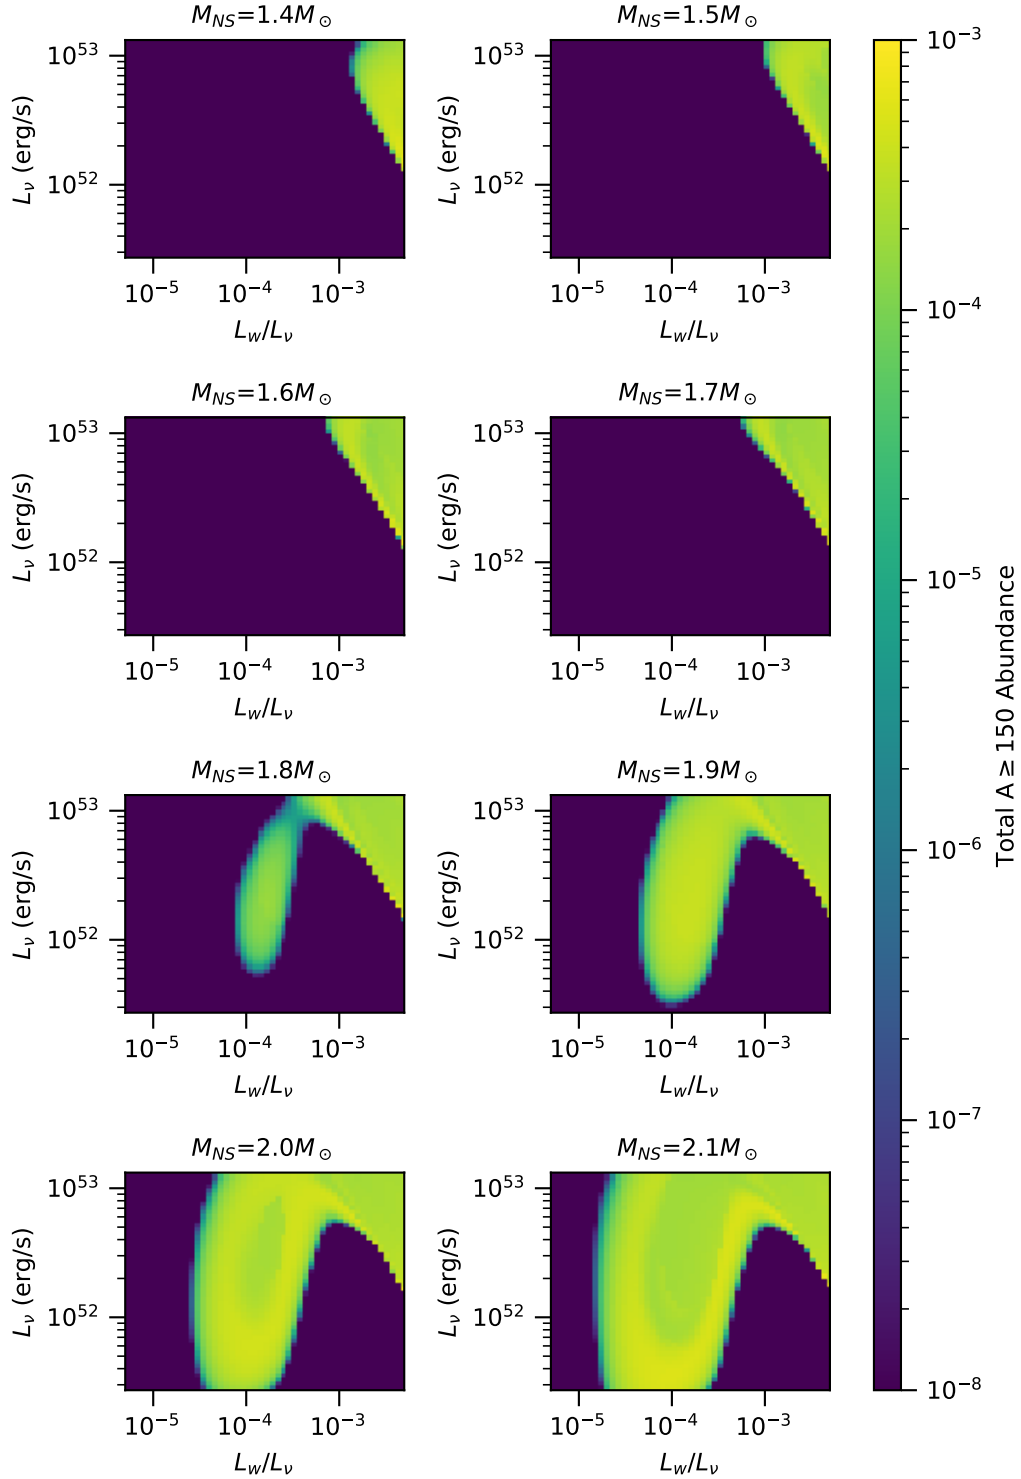 M_NS=1.4M_⊙
M_NS=1.5M_⊙
10^53
10^52
L_ν (erg/s)
10^−5
10^−4
10^−3
L_w/L_ν
10^53
10^52
L_ν (erg/s)
10^−5
10^−4
10^−3
L_w/L_ν
M_NS=1.6M_⊙
M_NS=1.7M_⊙
10^53
10^52
L_ν (erg/s)
10^−5
10^−4
10^−3
L_w/L_ν
10^53
10^52
L_ν (erg/s)
10^−5
10^−4
10^−3
L_w/L_ν
M_NS=1.8M_⊙
M_NS=1.9M_⊙
10^53
10^52
L_ν (erg/s)
10^−5
10^−4
10^−3
L_w/L_ν
10^53
10^52
L_ν (erg/s)
10^−5
10^−4
10^−3
L_w/L_ν
M_NS=2.0M_⊙
M_NS=2.1M_⊙
10^53
10^52
L_ν (erg/s)
10^−5
10^−4
10^−3
L_w/L_ν
10^53
10^52
L_ν (erg/s)
10^−5
10^−4
10^−3
L_w/L_ν
10^−3
10^−4
10^−5
10^−6
10^−7
10^−8
Total A ≥ 150 Abundance